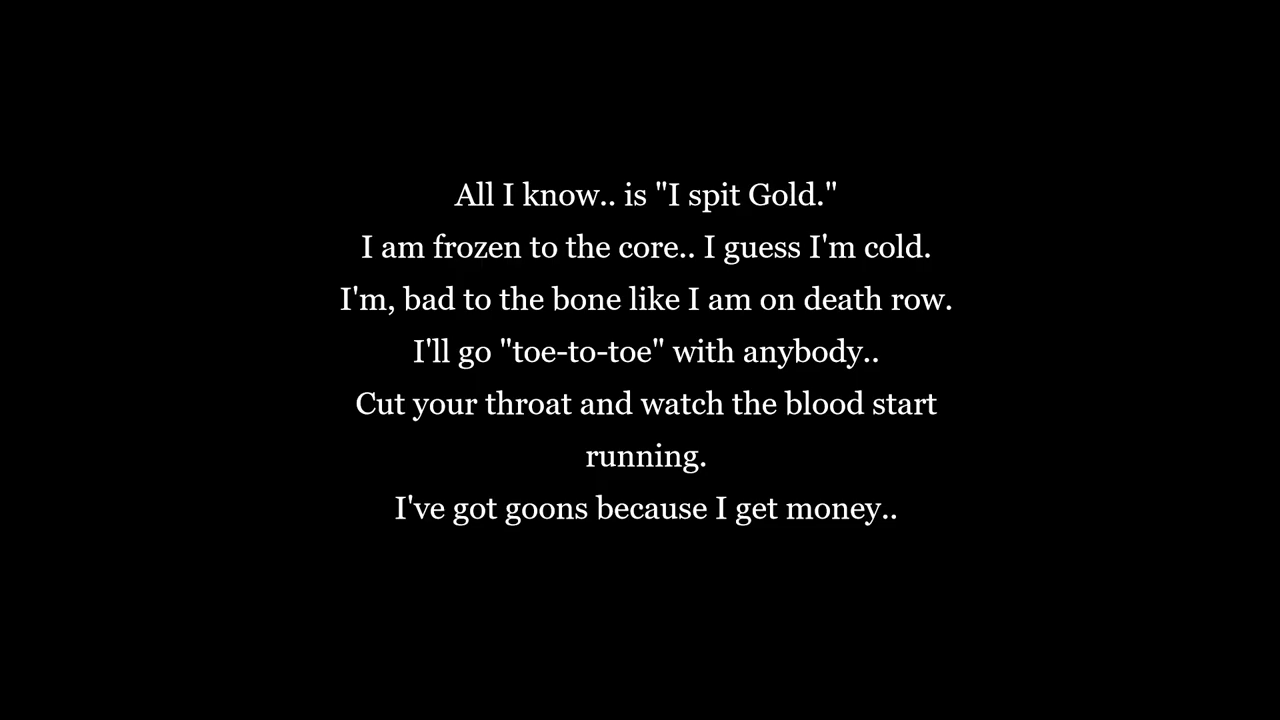 All I know.. is "I spit Gold."
I am frozen to the core.. I guess I'm cold.
I'm, bad to the bone like I am on death row.
I'll go "toe-to-toe" with anybody..
Cut your throat and watch the blood start
running.
I've got goons because I get money..